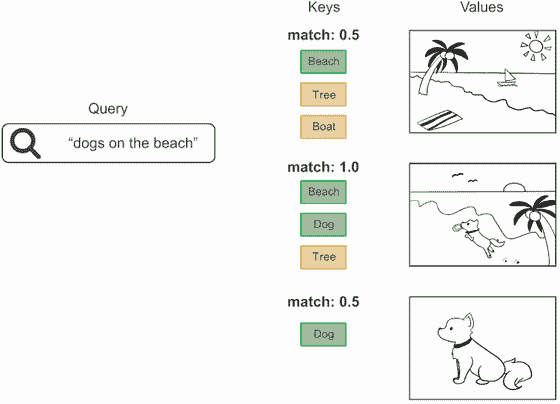 Keys
Values
match: 0.5
Beach
Tree
Boat
Query
“dogs on the beach”
match: 1.0
Beach
Dog
Tree
match: 0.5
Dog